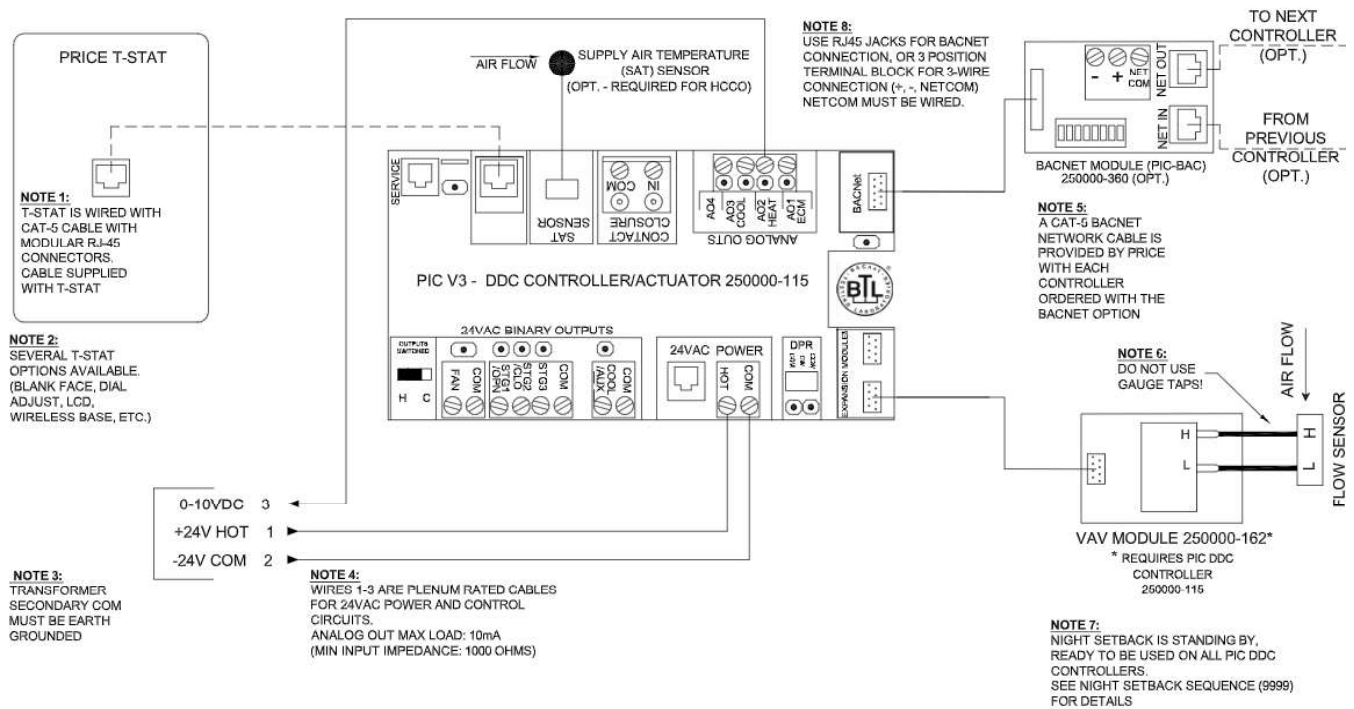 PRICE T-STAT
NOTE 1:
T-STAT IS WIRED WITH
CAT-5 CABLE WITH
MODULAR RJ-45
CONNECTORS.
CABLE SUPPLIED
WITH T-STAT
NOTE 2:
SEVERAL T-STAT
OPTIONS AVAILABLE.
(BLANK FACE, DIAL
ADJUST, LCD,
WIRELESS BASE, ETC.)
AIR FLOW
SUPPLY AIR TEMPERATURE
(SAT) SENSOR
(OPT. - REQUIRED FOR HCCO)
NOTE 8:
USE RJ45 JACKS FOR BACNET
CONNECTION, OR 3 POSITION
TERMINAL BLOCK FOR 3-WIRE
CONNECTION (+, -, NETCOM)
NETCOM MUST BE WIRED.
TO NEXT
CONTROLLER
(OPT.)
- +
NET
COM
NET OUT
NET IN
FROM
PREVIOUS
CONTROLLER
(OPT.)
BACNET MODULE (PIC-BAC)
250000-360 (OPT.)
NOTE 5:
A CAT-5 BACNET
NETWORK CABLE IS
PROVIDED BY PRICE
WITH EACH
CONTROLLER
ORDERED WITH THE
BACNET OPTION
SERVICE
SAT
SENSOR
COM
IN
CONTACT
CLOSURE
AO4
AO3
COOL
AO2
HEAT
AO1
ECM
ANALOG OUTS
BACNet
PIC V3 - DDC CONTROLLER/ACTUATOR 250000-115
BTL
24VAC BINARY OUTPUTS
OUTPUTS
SWITCHED
H C
FAN
COM
STG1
/OPN
STG2
/CLO
STG3
COM
COOL
/AUX
COM
24VAC POWER
HOT
COM
DPR
CW
CCW
EXPANSION MODULES
NOTE 6:
DO NOT USE
GAUGE TAPS!
AIR FLOW
H
L
H
L
FLOW SENSOR
VAV MODULE 250000-162*
* REQUIRES PIC DDC
CONTROLLER
250000-115
0-10VDC 3
+24V HOT 1
-24V COM 2
NOTE 3:
TRANSFORMER
SECONDARY COM
MUST BE EARTH
GROUNDED
NOTE 4:
WIRES 1-3 ARE PLENUM RATED CABLES
FOR 24VAC POWER AND CONTROL
CIRCUITS.
ANALOG OUT MAX LOAD: 10mA
(MIN INPUT IMPEDANCE: 1000 OHMS)
NOTE 7:
NIGHT SETBACK IS STANDING BY,
READY TO BE USED ON ALL PIC DDC
CONTROLLERS.
SEE NIGHT SETBACK SEQUENCE (9999)
FOR DETAILS